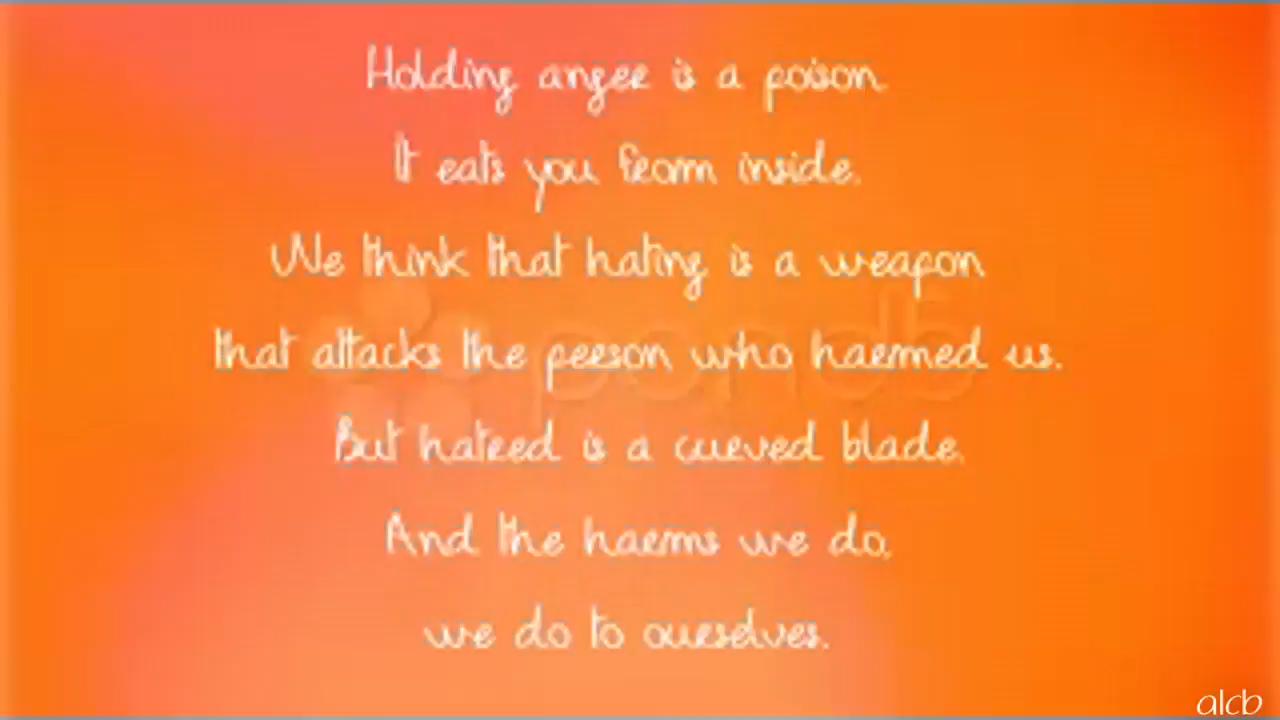 Holding anger is a poison.
It eats you from inside.
We think that hating is a weapon
that attacks the person who harmed us.
But hatred is a curved blade.
And the harms we do,
we do to ourselves.
pond5
alcb